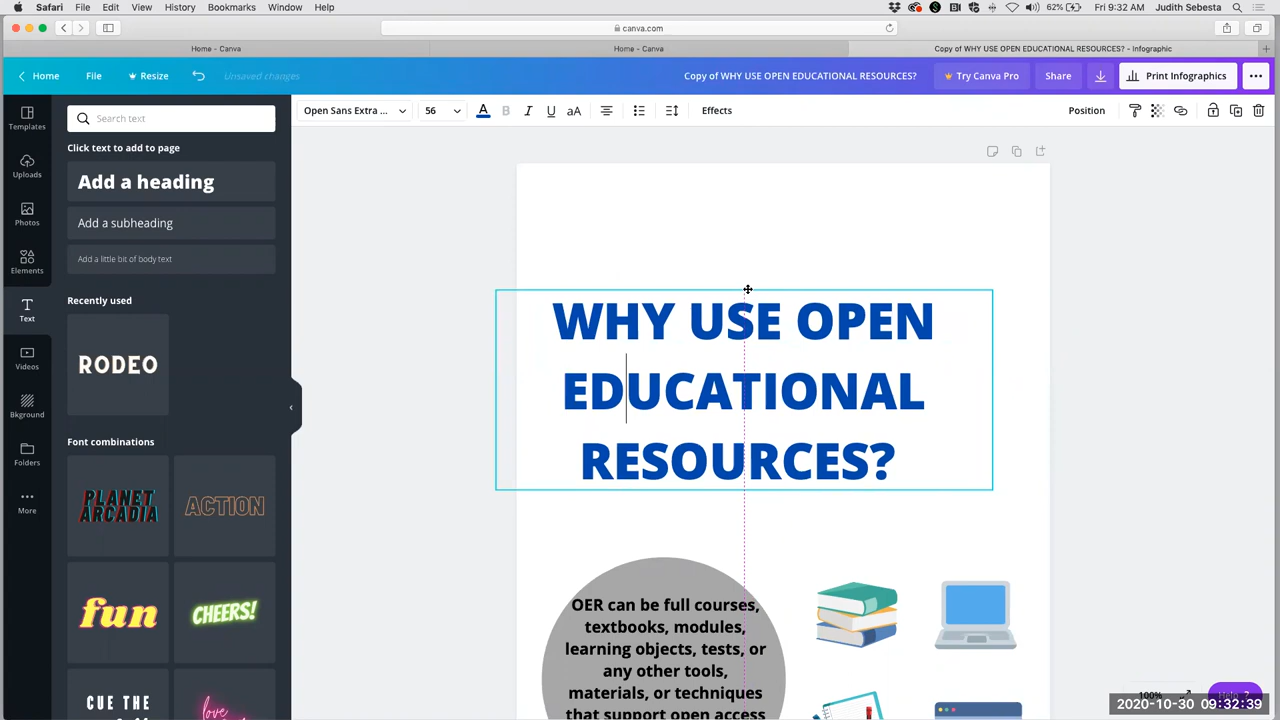 Safari File Edit View History Bookmarks Window Help
62% Fri 9:32 AM Judith Sebesta
canva.com
Home - Canva
Home - Canva
Copy of WHY USE OPEN EDUCATIONAL RESOURCES? - Infographic
Home File Resize Unsaved changes
Copy of WHY USE OPEN EDUCATIONAL RESOURCES? Try Canva Pro Share Print Infographics
Open Sans Extra ... 56 A B I U aA Effects Position
Templates
Uploads
Photos
Elements
Text
Videos
Bkground
Folders
More
Search text
Click text to add to page
Add a heading
Add a subheading
Add a little bit of body text
Recently used
RODEO
Font combinations
PLANET
ARCADIA
ACTION
fun
CHEERS!
CUE THE
love
WHY USE OPEN
EDUCATIONAL
RESOURCES?
OER can be full courses,
textbooks, modules,
learning objects, tests, or
any other tools,
materials, or techniques
that support open access
100%
Help ?
2020-10-30 09:32:39